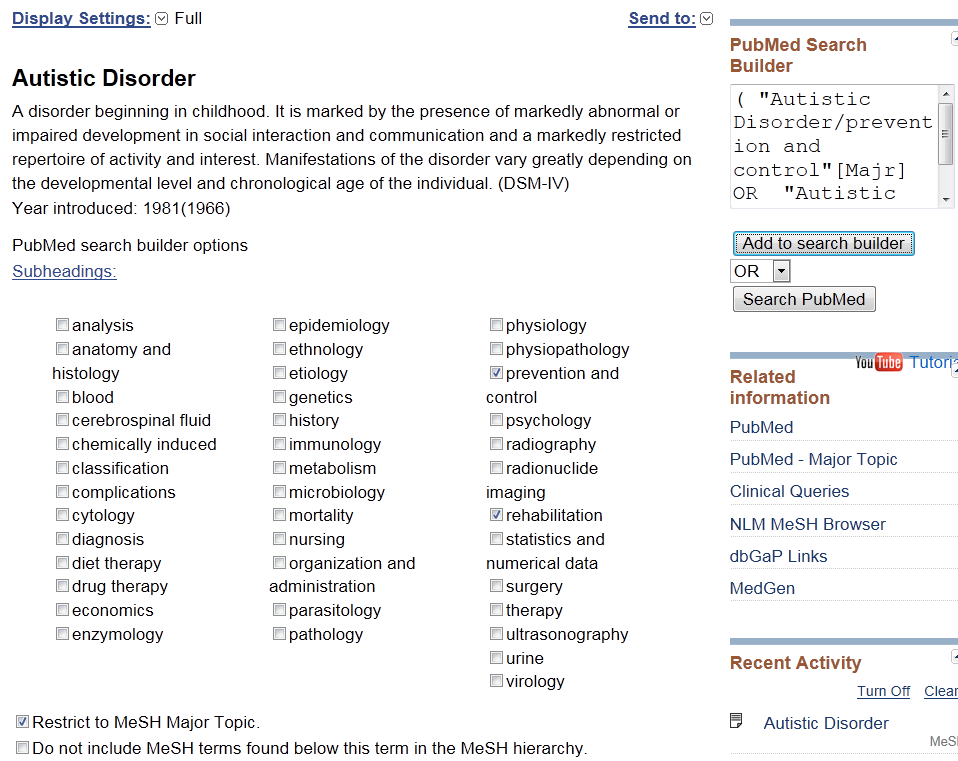 Display Settings: Full
Send to:
Autistic Disorder
A disorder beginning in childhood. It is marked by the presence of markedly abnormal or
impaired development in social interaction and communication and a markedly restricted
repertoire of activity and interest. Manifestations of the disorder vary greatly depending on
the developmental level and chronological age of the individual. (DSM-IV)
Year introduced: 1981(1966)
PubMed search builder options
Subheadings:
analysis
anatomy and
histology
blood
cerebrospinal fluid
chemically induced
classification
complications
cytology
diagnosis
diet therapy
drug therapy
economics
enzymology
epidemiology
ethnology
etiology
genetics
history
immunology
metabolism
microbiology
mortality
nursing
organization and
administration
parasitology
pathology
physiology
physiopathology
prevention and
control
psychology
radiography
radionuclide
imaging
rehabilitation
statistics and
numerical data
surgery
therapy
ultrasonography
urine
virology
Restrict to MeSH Major Topic.
Do not include MeSH terms found below this term in the MeSH hierarchy.
PubMed Search
Builder
( "Autistic
Disorder/prevent
ion and
control"[Majr]
OR "Autistic
Add to search builder
OR
Search PubMed
YouTube Tutori
Related
information
PubMed
PubMed - Major Topic
Clinical Queries
NLM MeSH Browser
dbGaP Links
MedGen
Recent Activity
Turn Off Clear
Autistic Disorder
MeS